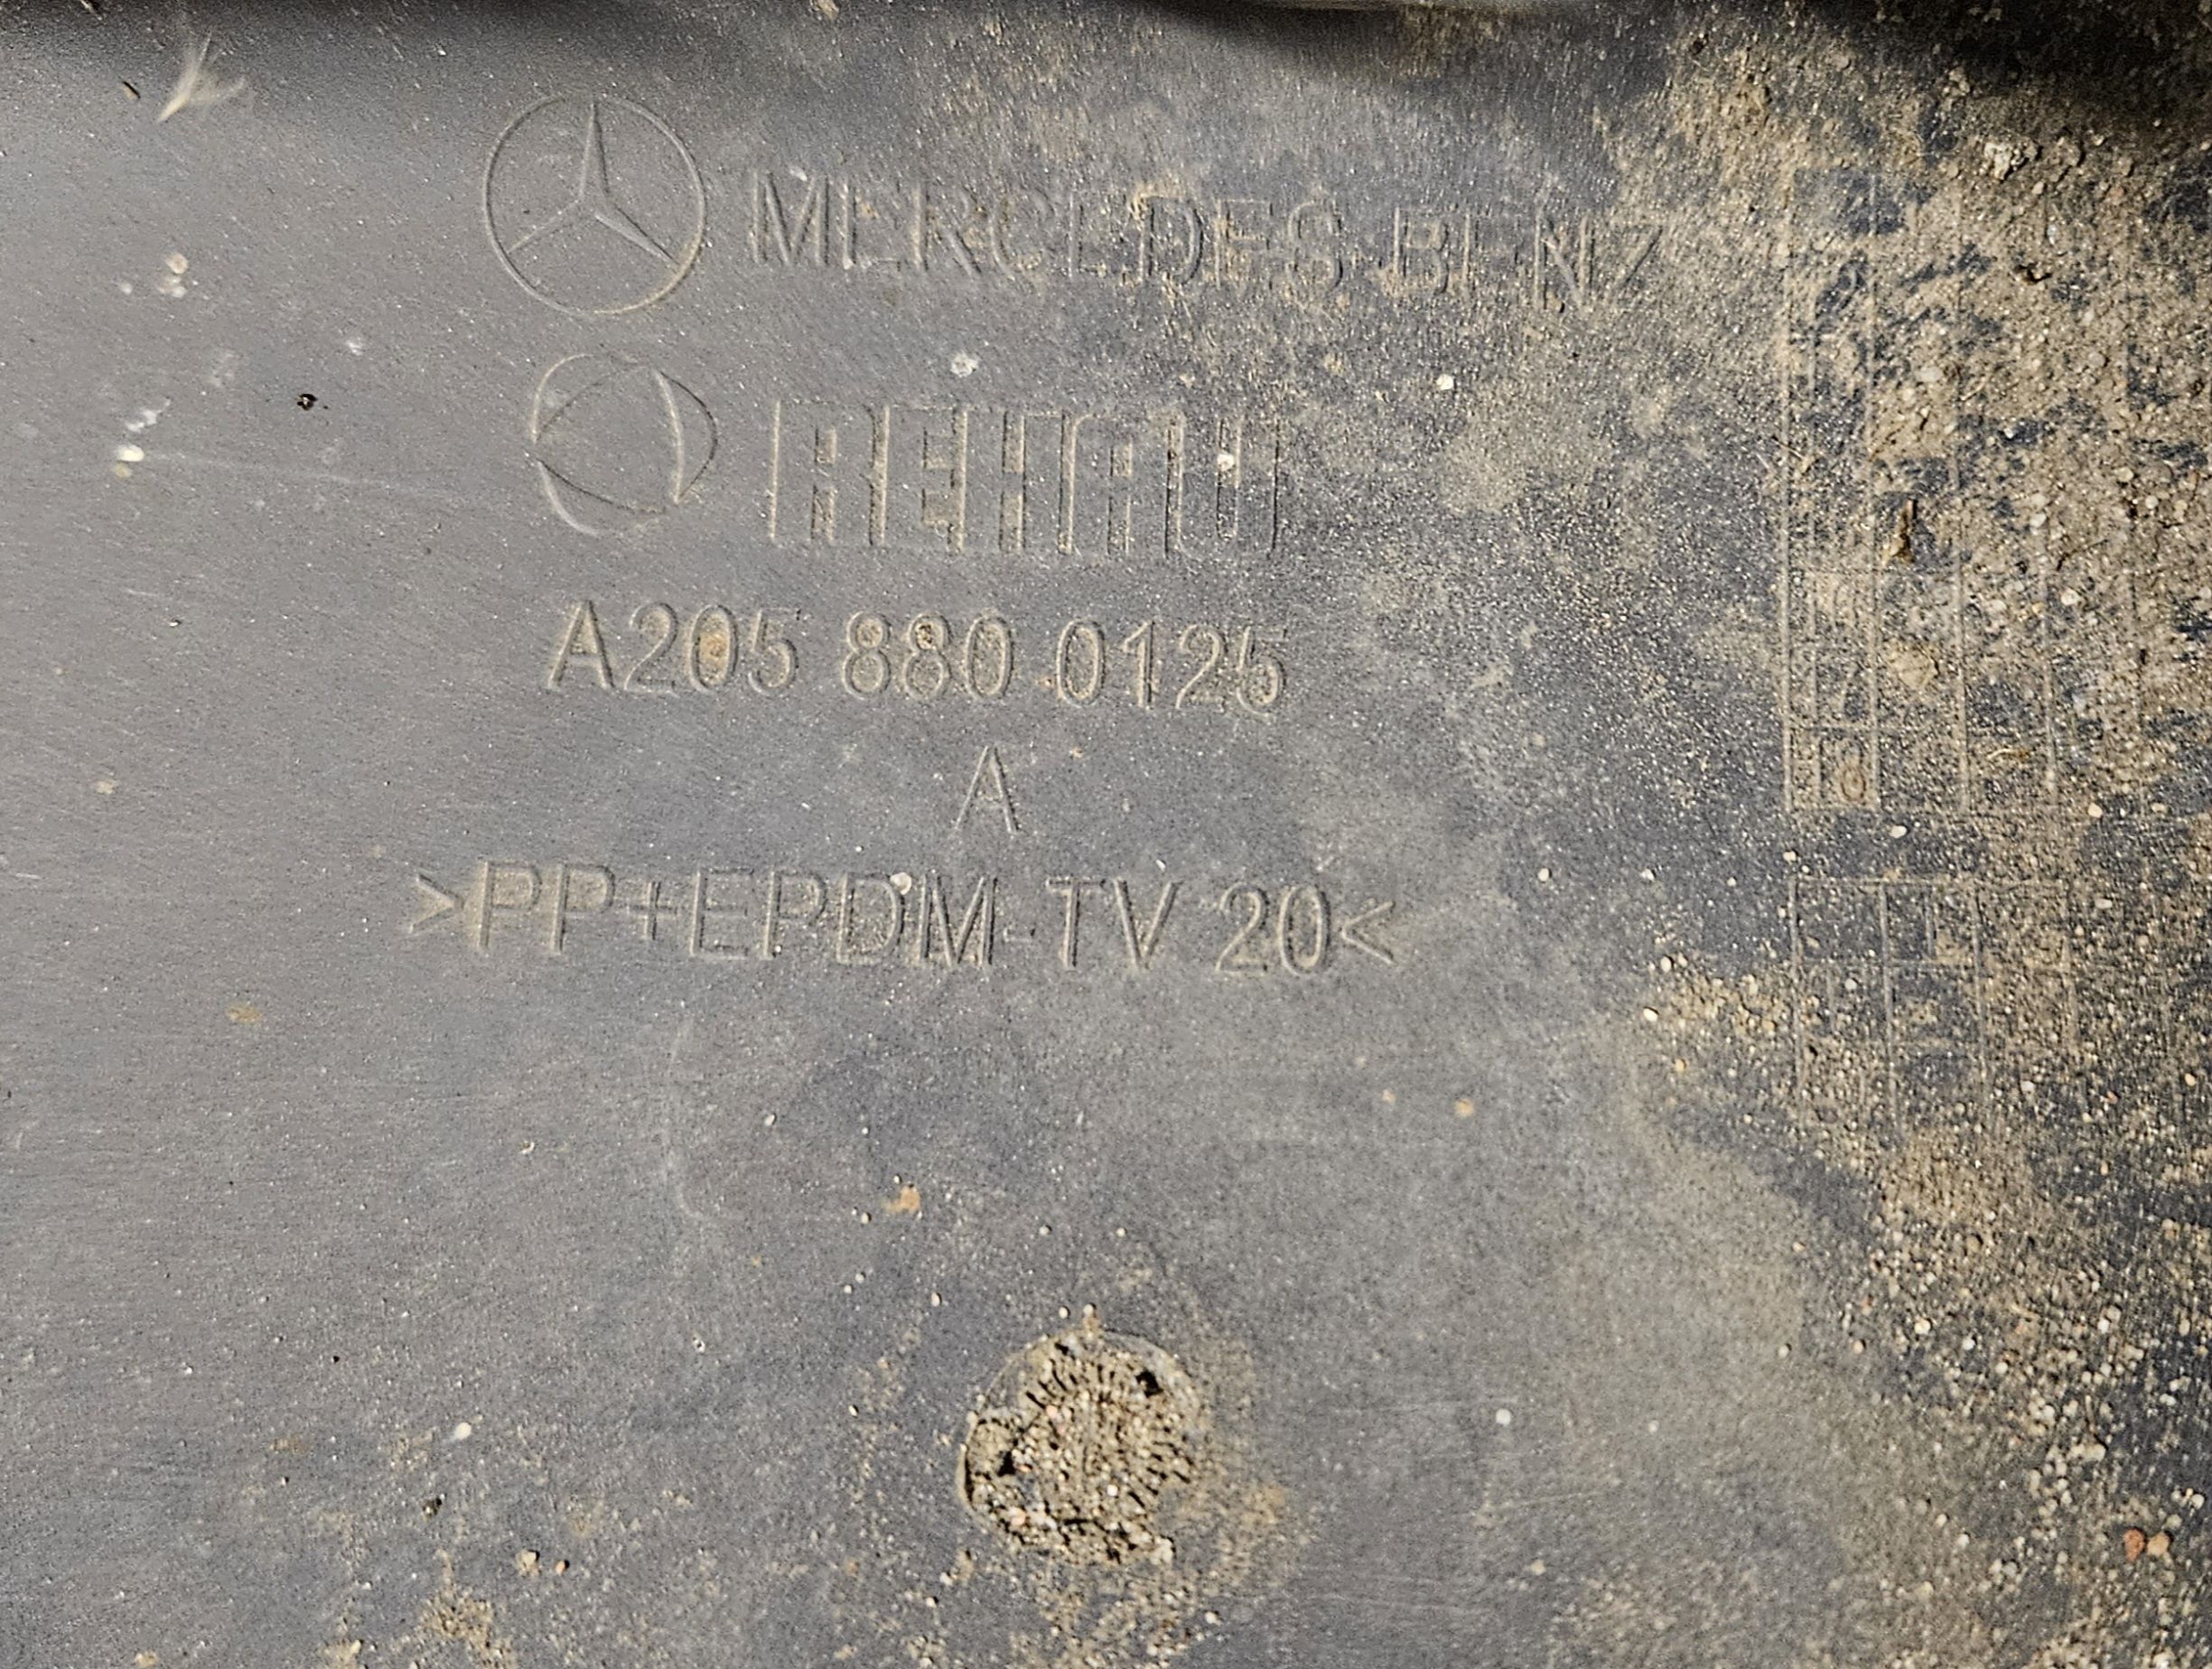 MERCEDES-BENZ
REHAU
A205 880 0125
A
>PP+EPDM-TV 20<